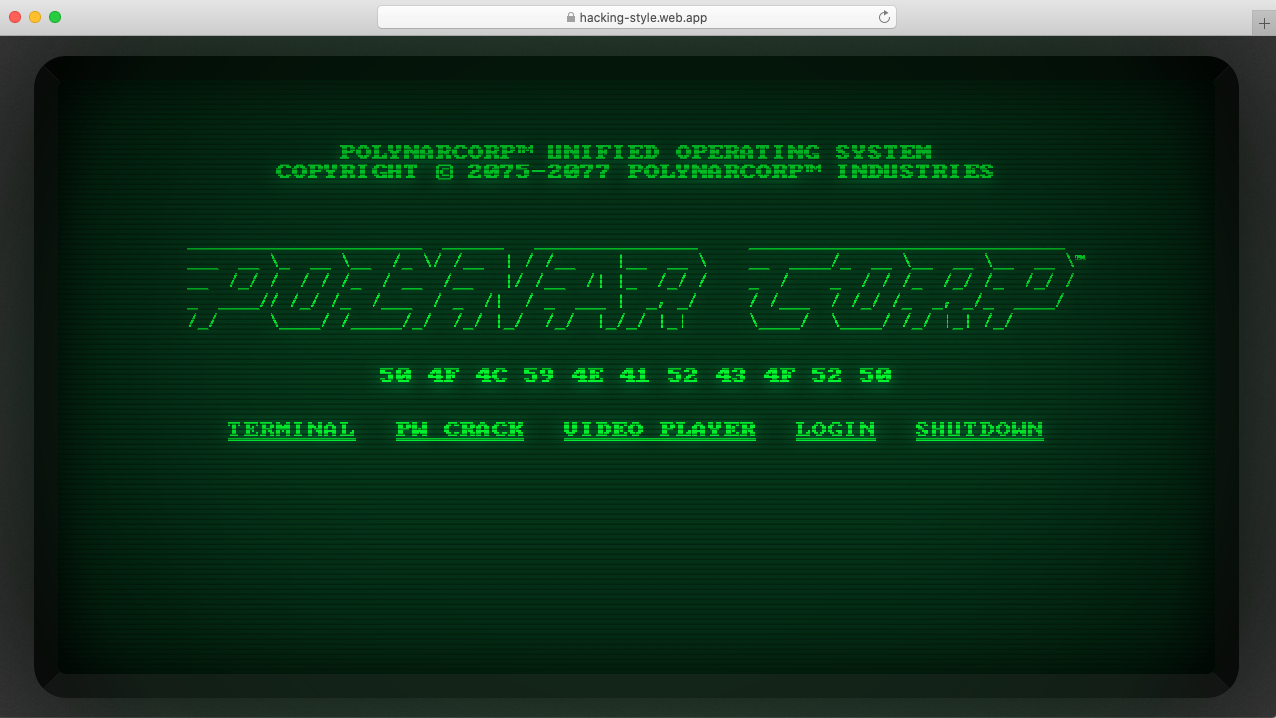 hacking-style.web.app
POLYNARCORP™ UNIFIED OPERATING SYSTEM
COPYRIGHT © 2075-2077 POLYNARCORP™ INDUSTRIES
POLYNAR CORP™
50 4F 4C 59 4E 41 52 43 4F 52 50
TERMINAL PW CRACK VIDEO PLAYER LOGIN SHUTDOWN